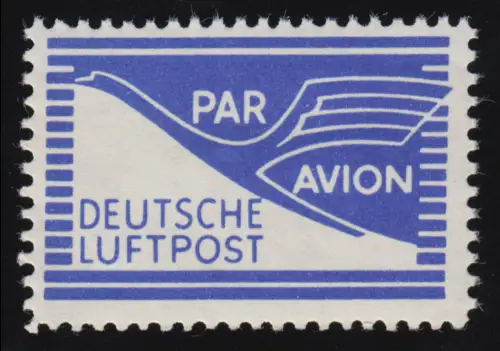 PAR
AVION
DEUTSCHE
LUFTPOST